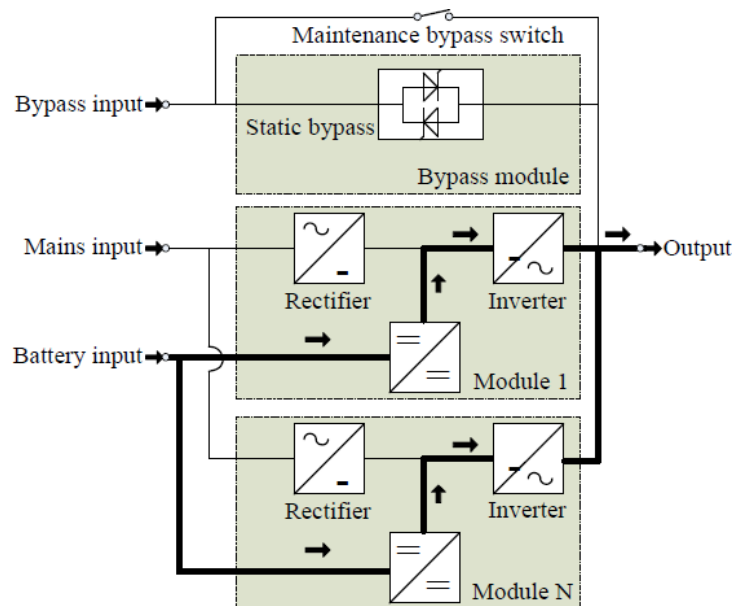 Maintenance bypass switch
Bypass input
Static bypass
Bypass module
Mains input
Output
Rectifier
Inverter
Battery input
Module 1
Rectifier
Inverter
Module N